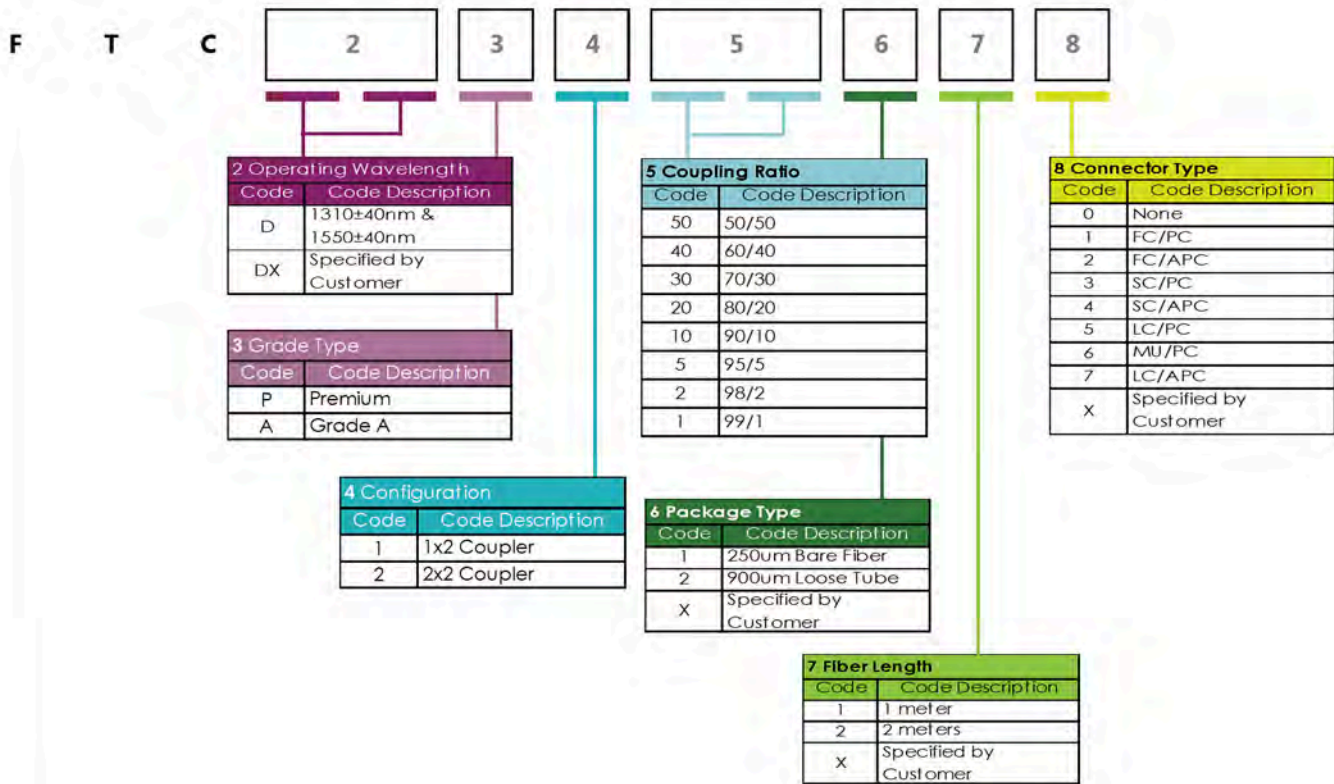 F T C 2 3 4 5 6 7 8
2 Operating Wavelength
Code Code Description
D 1310±40nm &
1550±40nm
DX Specified by
Customer
3 Grade Type
Code Code Description
P Premium
A Grade A
4 Configuration
Code Code Description
1 1x2 Coupler
2 2x2 Coupler
5 Coupling Ratio
Code Code Description
50 50/50
40 60/40
30 70/30
20 80/20
10 90/10
5 95/5
2 98/2
1 99/1
6 Package Type
Code Code Description
1 250um Bare Fiber
2 900um Loose Tube
X Specified by
Customer
7 Fiber Length
Code Code Description
1 1 meter
2 2 meters
X Specified by
Customer
8 Connector Type
Code Code Description
0 None
1 FC/PC
2 FC/APC
3 SC/PC
4 SC/APC
5 LC/PC
6 MU/PC
7 LC/APC
X Specified by
Customer